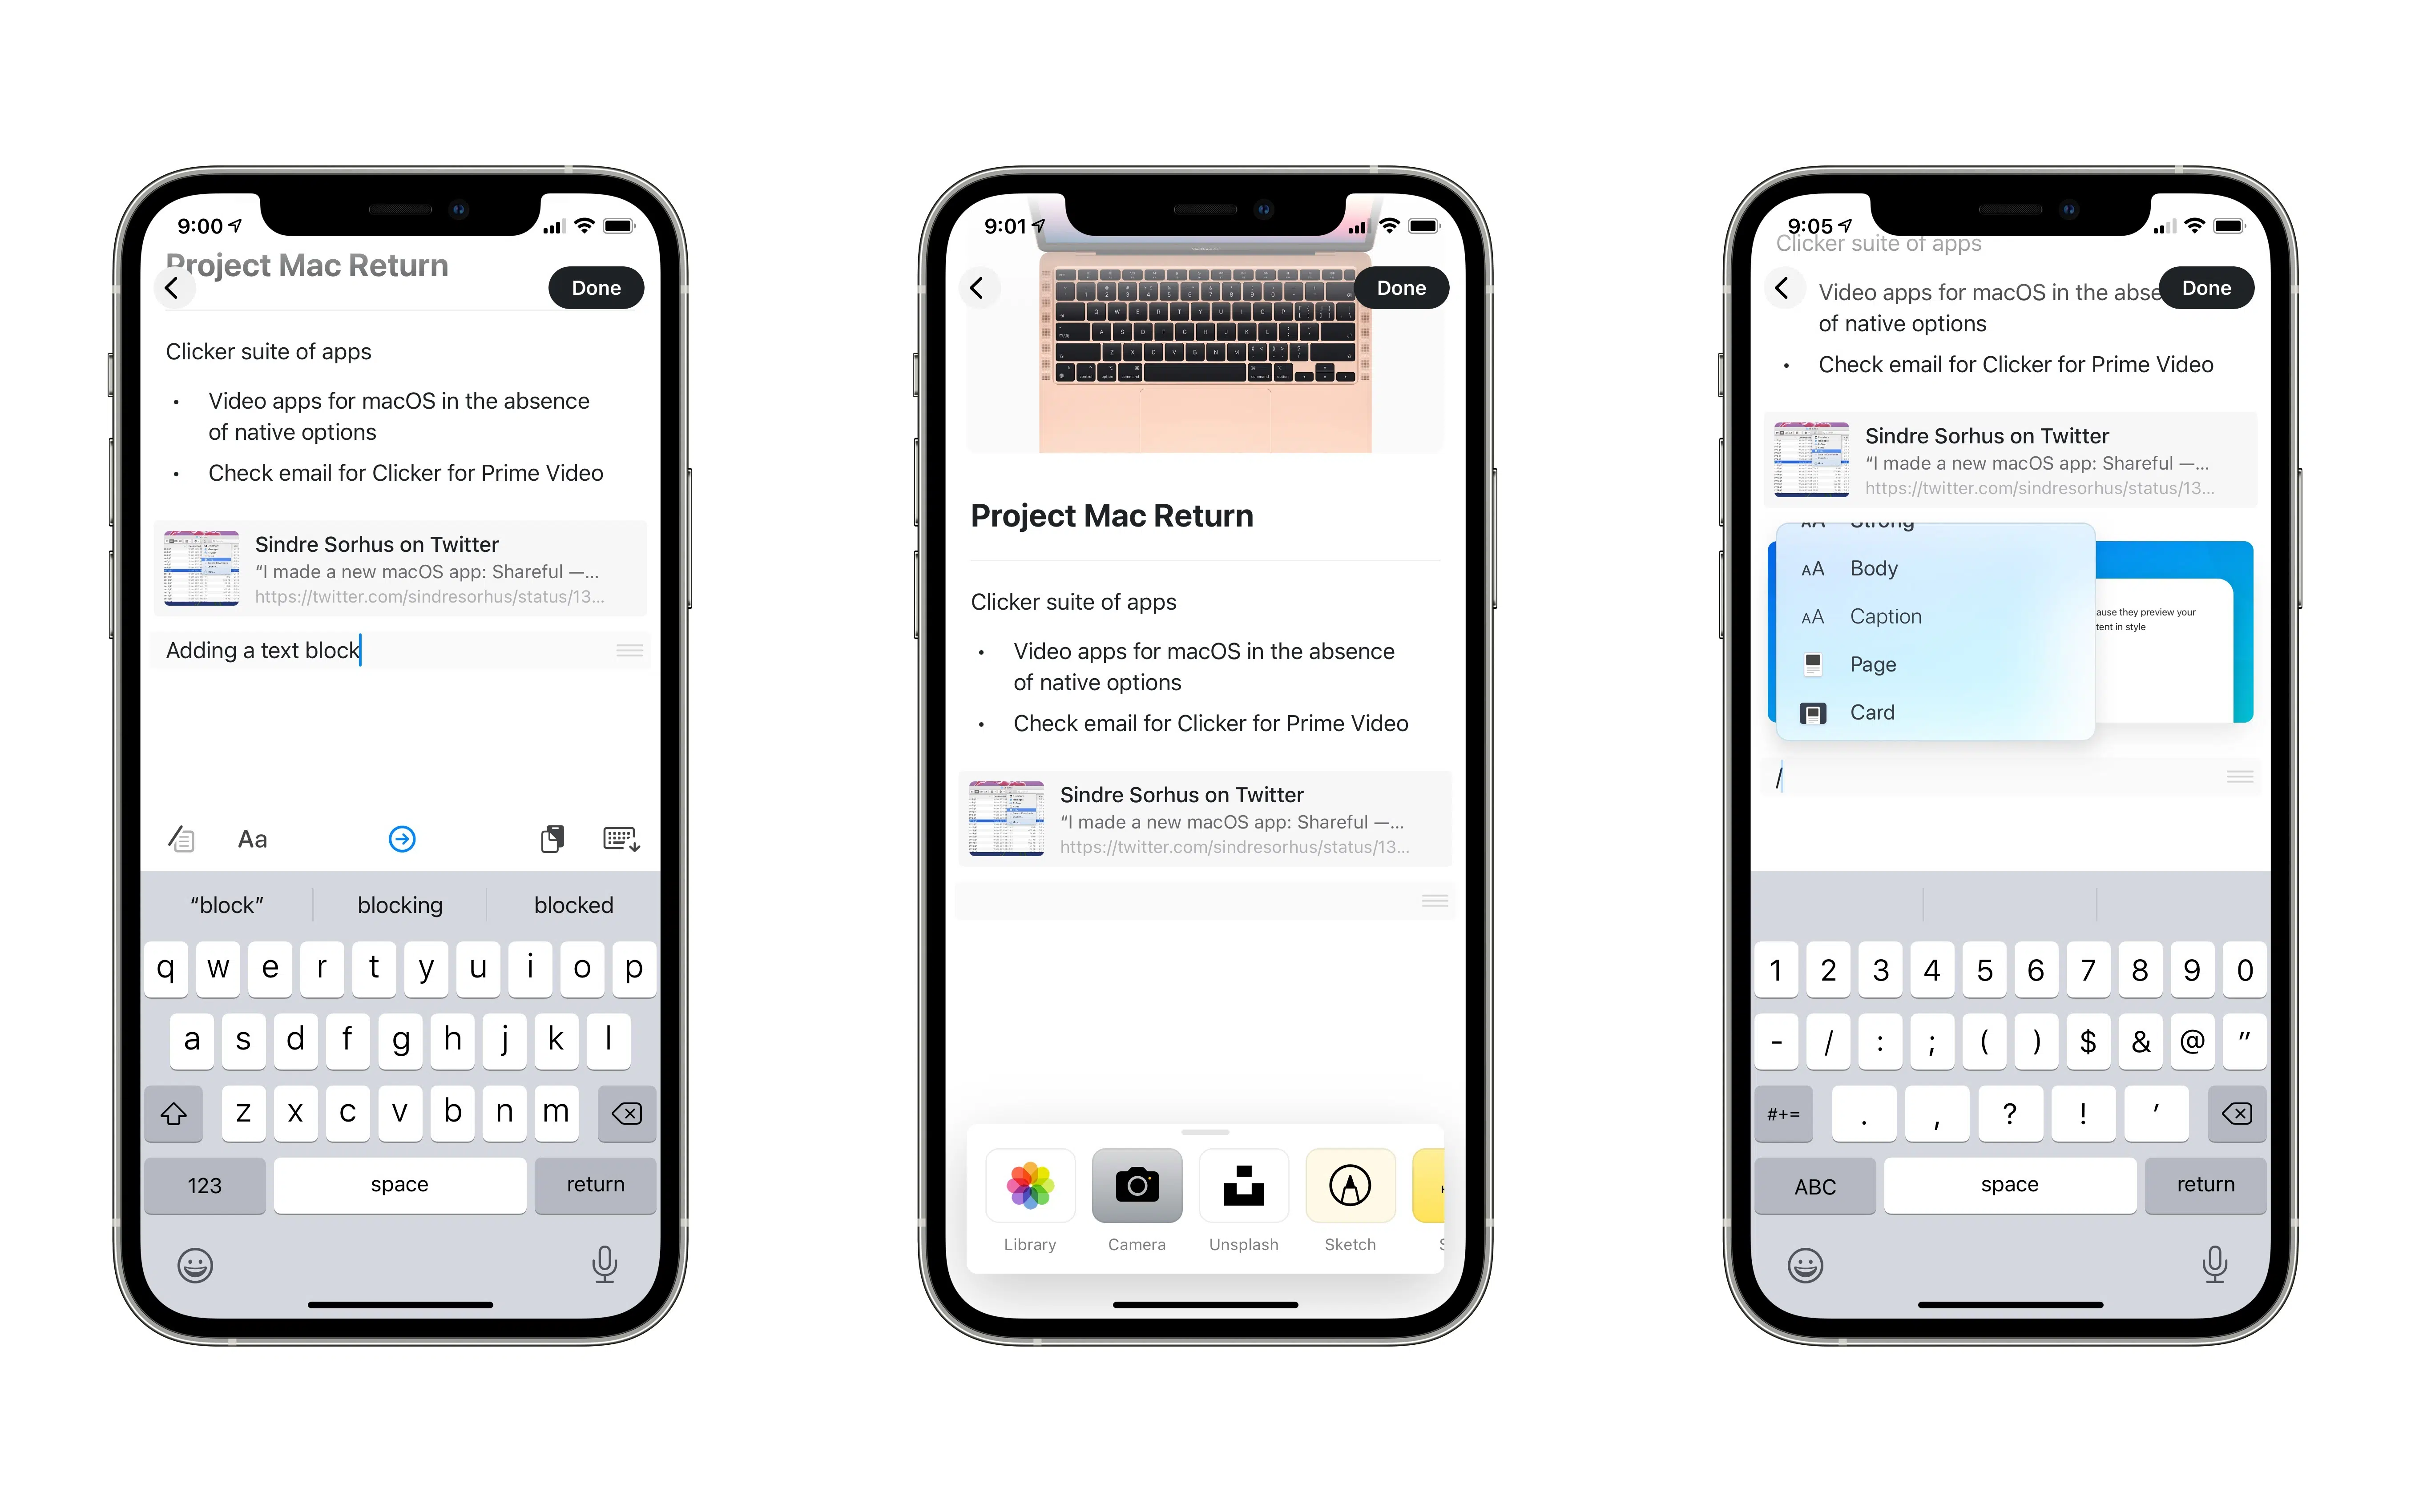 9:00
Project Mac Return
Done
Clicker suite of apps
• Video apps for macOS in the absence
of native options
• Check email for Clicker for Prime Video
Sindre Sorhus on Twitter
“I made a new macOS app: Shareful —...
https://twitter.com/sindresorhus/status/13...
Adding a text block
Aa
“block” blocking blocked
q w e r t y u i o p
a s d f g h j k l
z x c v b n m
123 space return
9:01
Done
Project Mac Return
Clicker suite of apps
• Video apps for macOS in the absence
of native options
• Check email for Clicker for Prime Video
Sindre Sorhus on Twitter
“I made a new macOS app: Shareful —...
https://twitter.com/sindresorhus/status/13...
Library Camera Unsplash Sketch
9:05
Clicker suite of apps
Done
Video apps for macOS in the abse
of native options
• Check email for Clicker for Prime Video
Sindre Sorhus on Twitter
“I made a new macOS app: Shareful —...
https://twitter.com/sindresorhus/status/13...
AA Strong
AA Body
AA Caption
Page
Card
ause they preview your
tent in style
/
1 2 3 4 5 6 7 8 9 0
- / : ; ( ) $ & @ "
#+= . , ? ! '
ABC space return